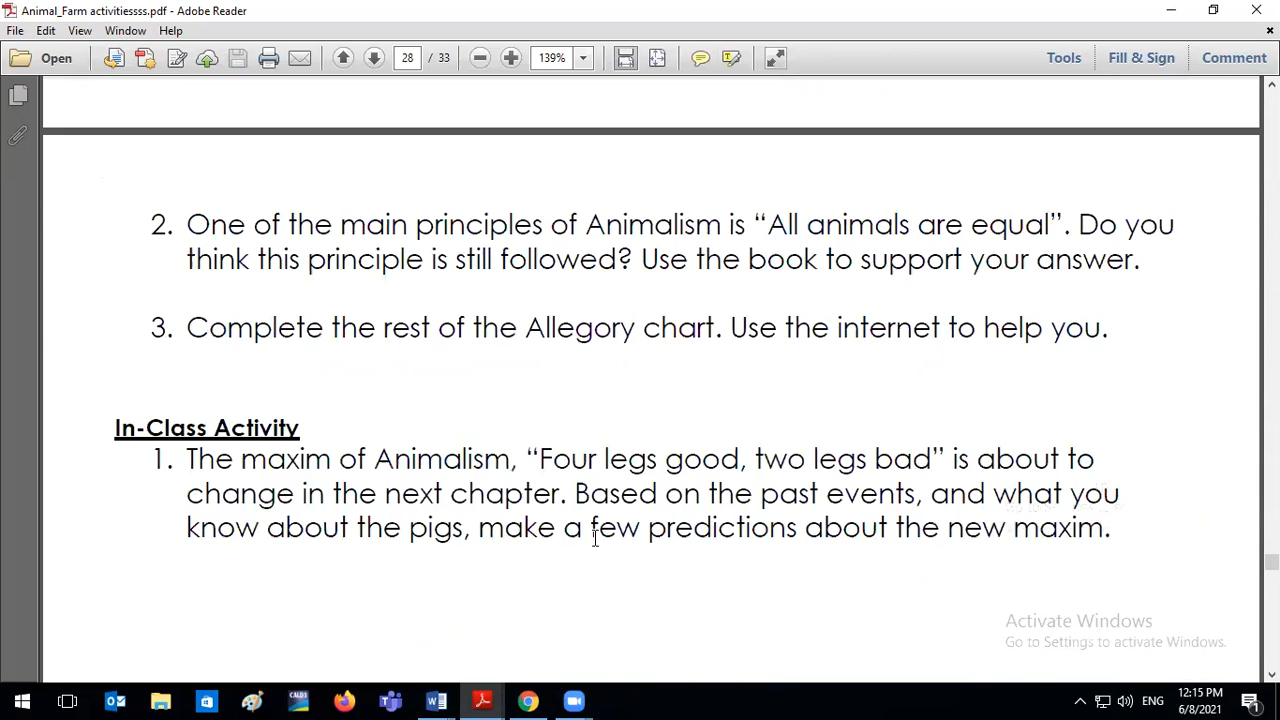 Animal_Farm activitiessss.pdf - Adobe Reader
File Edit View Window Help
Open 28 / 33 139% Tools Fill & Sign Comment
2. One of the main principles of Animalism is “All animals are equal”. Do you
think this principle is still followed? Use the book to support your answer.
3. Complete the rest of the Allegory chart. Use the internet to help you.
In-Class Activity
1. The maxim of Animalism, “Four legs good, two legs bad” is about to
change in the next chapter. Based on the past events, and what you
know about the pigs, make a few predictions about the new maxim.
Activate Windows
Go to Settings to activate Windows.
CALD3
ENG
12:15 PM
6/8/2021
1